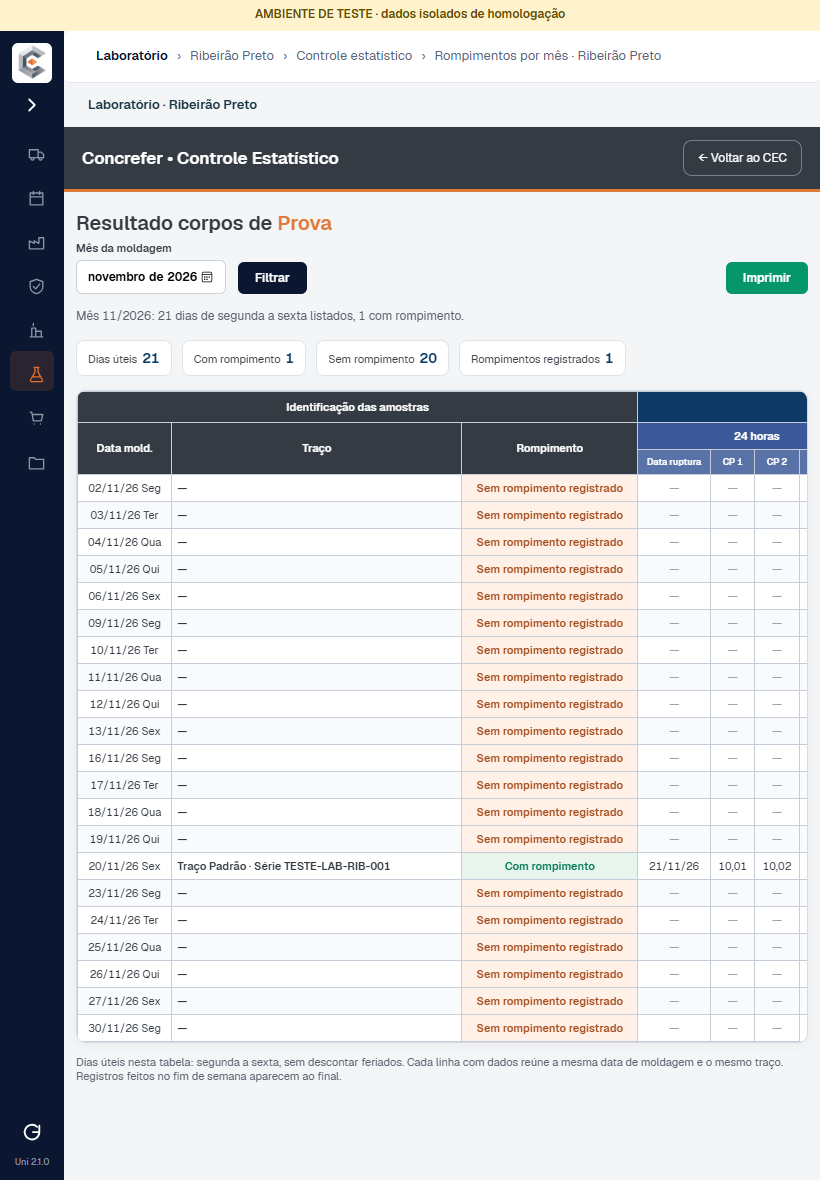 AMBIENTE DE TESTE · dados isolados de homologação
Laboratório › Ribeirão Preto › Controle estatístico › Rompimentos por mês · Ribeirão Preto
Laboratório · Ribeirão Preto
Concrefer • Controle Estatístico
← Voltar ao CEC
Resultado corpos de Prova
Mês da moldagem
novembro de 2026
Filtrar
Imprimir
Mês 11/2026: 21 dias de segunda a sexta listados, 1 com rompimento.
Dias úteis 21
Com rompimento 1
Sem rompimento 20
Rompimentos registrados 1
Identificação das amostras
24 horas
Data mold. Traço Rompimento Data ruptura CP 1 CP 2
02/11/26 Seg — Sem rompimento registrado — — —
03/11/26 Ter — Sem rompimento registrado — — —
04/11/26 Qua — Sem rompimento registrado — — —
05/11/26 Qui — Sem rompimento registrado — — —
06/11/26 Sex — Sem rompimento registrado — — —
09/11/26 Seg — Sem rompimento registrado — — —
10/11/26 Ter — Sem rompimento registrado — — —
11/11/26 Qua — Sem rompimento registrado — — —
12/11/26 Qui — Sem rompimento registrado — — —
13/11/26 Sex — Sem rompimento registrado — — —
16/11/26 Seg — Sem rompimento registrado — — —
17/11/26 Ter — Sem rompimento registrado — — —
18/11/26 Qua — Sem rompimento registrado — — —
19/11/26 Qui — Sem rompimento registrado — — —
20/11/26 Sex Traço Padrão · Série TESTE-LAB-RIB-001 Com rompimento 21/11/26 10,01 10,02
23/11/26 Seg — Sem rompimento registrado — — —
24/11/26 Ter — Sem rompimento registrado — — —
25/11/26 Qua — Sem rompimento registrado — — —
26/11/26 Qui — Sem rompimento registrado — — —
27/11/26 Sex — Sem rompimento registrado — — —
30/11/26 Seg — Sem rompimento registrado — — —
Dias úteis nesta tabela: segunda a sexta, sem descontar feriados. Cada linha com dados reúne a mesma data de moldagem e o mesmo traço.
Registros feitos no fim de semana aparecem ao final.
Uni 2.1.0